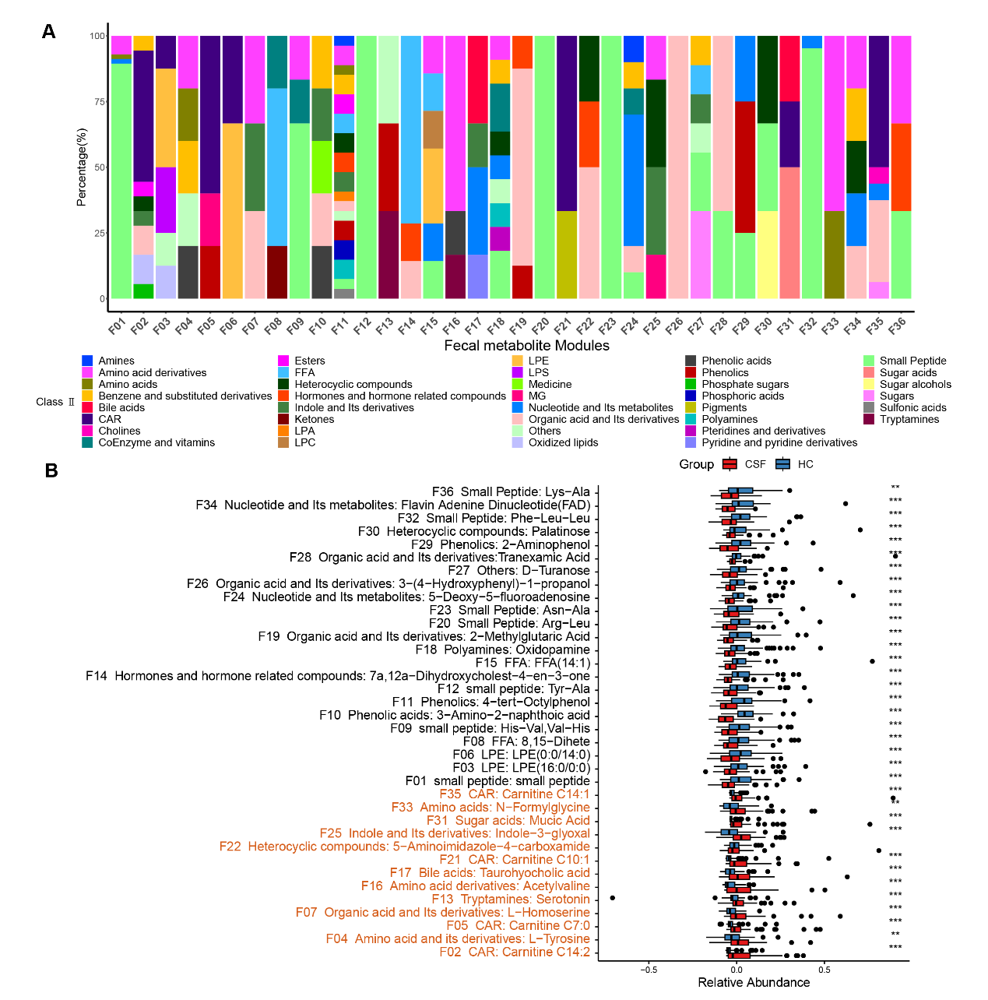 A
Percentage(%)
100
75
50
25
0
F01 F02 F03 F04 F05 F06 F07 F08 F09 F10 F11 F12 F13 F14 F15 F16 F17 F18 F19 F20 F21 F22 F23 F24 F25 F26 F27 F28 F29 F30 F31 F32 F33 F34 F35 F36
Fecal metabolite Modules
Class Ⅱ
Amines
Amino acid derivatives
Amino acids
Benzene and substituted derivatives
Bile acids
CAR
Cholines
CoEnzyme and vitamins
Esters
FFA
Heterocyclic compounds
Hormones and hormone related compounds
Indole and Its derivatives
Ketones
LPA
LPC
LPE
LPS
Medicine
MG
Nucleotide and Its metabolites
Organic acid and Its derivatives
Others
Oxidized lipids
Phenolic acids
Phenolics
Phosphate sugars
Phosphoric acids
Pigments
Polyamines
Pteridines and derivatives
Pyridine and pyridine derivatives
Small Peptide
Sugar acids
Sugar alcohols
Sugars
Sulfonic acids
Tryptamines
B
Group CSF HC
F36 Small Peptide: Lys−Ala **
F34 Nucleotide and Its metabolites: Flavin Adenine Dinucleotide(FAD) ***
F32 Small Peptide: Phe−Leu−Leu ***
F30 Heterocyclic compounds: Palatinose ***
F29 Phenolics: 2−Aminophenol ***
F28 Organic acid and Its derivatives:Tranexamic Acid ***
F27 Others: D−Turanose ***
F26 Organic acid and Its derivatives: 3−(4−Hydroxyphenyl)−1−propanol ***
F24 Nucleotide and Its metabolites: 5−Deoxy−5−fluoroadenosine ***
F23 Small Peptide: Asn−Ala ***
F20 Small Peptide: Arg−Leu ***
F19 Organic acid and Its derivatives: 2−Methylglutaric Acid ***
F18 Polyamines: Oxidopamine ***
F15 FFA: FFA(14:1) ***
F14 Hormones and hormone related compounds: 7a,12a−Dihydroxycholest−4−en−3−one ***
F12 small peptide: Tyr−Ala ***
F11 Phenolics: 4−tert−Octylphenol ***
F10 Phenolic acids: 3−Amino−2−naphthoic acid ***
F09 small peptide: His−Val,Val−His ***
F08 FFA: 8,15−Dihete ***
F06 LPE: LPE(0:0/14:0) ***
F03 LPE: LPE(16:0/0:0) ***
F01 small peptide: small peptide ***
F35 CAR: Carnitine C14:1 ***
F33 Amino acids: N−Formylglycine **
F31 Sugar acids: Mucic Acid ***
F25 Indole and Its derivatives: Indole−3−glyoxal ***
F22 Heterocyclic compounds: 5−Aminoimidazole−4−carboxamide
F21 CAR: Carnitine C10:1 ***
F17 Bile acids: Taurohyocholic acid ***
F16 Amino acid derivatives: Acetylvaline ***
F13 Tryptamines: Serotonin ***
F07 Organic acid and Its derivatives: L−Homoserine ***
F05 CAR: Carnitine C7:0 ***
F04 Amino acid and its derivatives: L−Tyrosine **
F02 CAR: Carnitine C14:2 ***
−0.5 0.0 0.5
Relative Abundance